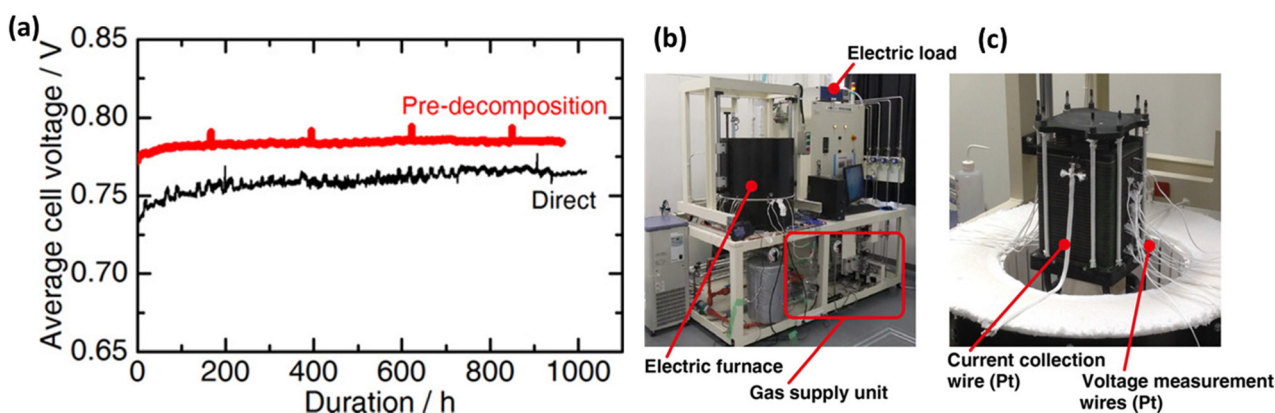 (a)
0.85
0.80
0.75
0.70
0.65
Average cell voltage / V
Pre-decomposition
Direct
0
200
400
600
800
1000
Duration / h
(b)
Electric load
Electric furnace
Gas supply unit
(c)
Current collection
wire (Pt)
Voltage measurement
wires (Pt)